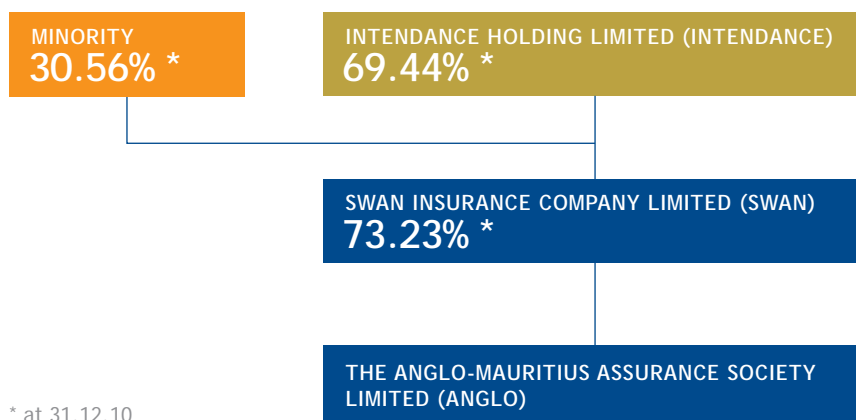 MINORITY
30.56% *
INTENDANCE HOLDING LIMITED (INTENDANCE)
69.44% *
SWAN INSURANCE COMPANY LIMITED (SWAN)
73.23% *
THE ANGLO-MAURITIUS ASSURANCE SOCIETY
LIMITED (ANGLO)
* at 31.12.10